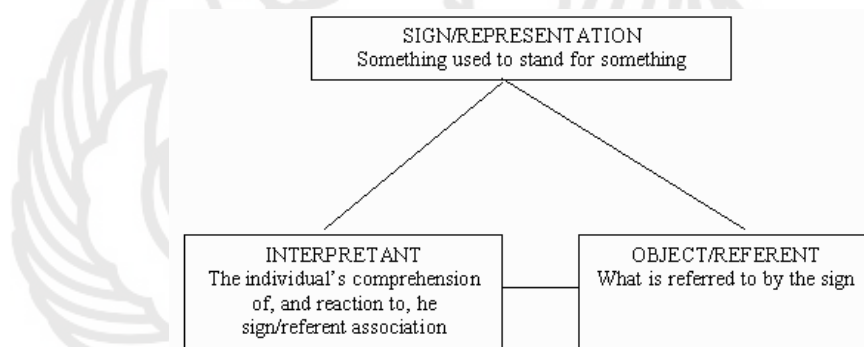 SIGN/REPRESENTATION
Something used to stand for something
INTERPRETANT
The individual's comprehension
of, and reaction to, he
sign/referent association
OBJECT/REFERENT
What is referred to by the sign